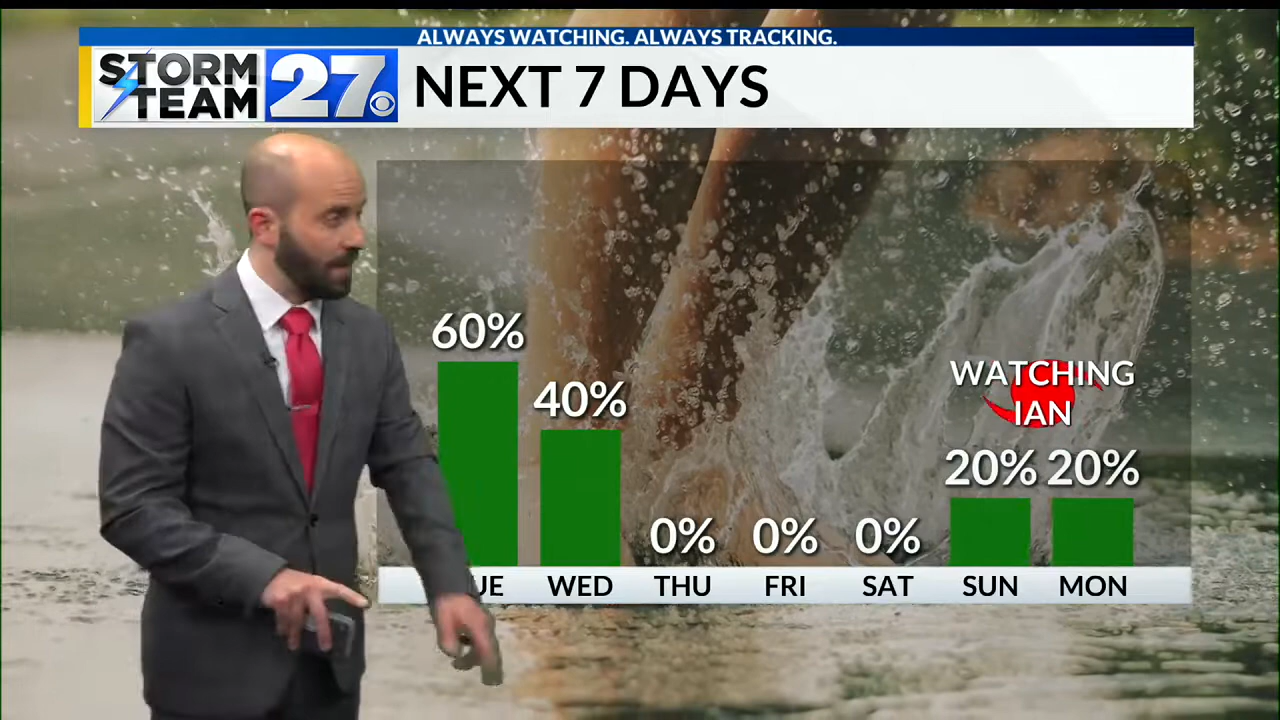 ALWAYS WATCHING. ALWAYS TRACKING.
STORM
TEAM
27
NEXT 7 DAYS
60%
40%
0%
0%
0%
WATCHING
IAN
20%
20%
UE
WED
THU
FRI
SAT
SUN
MON